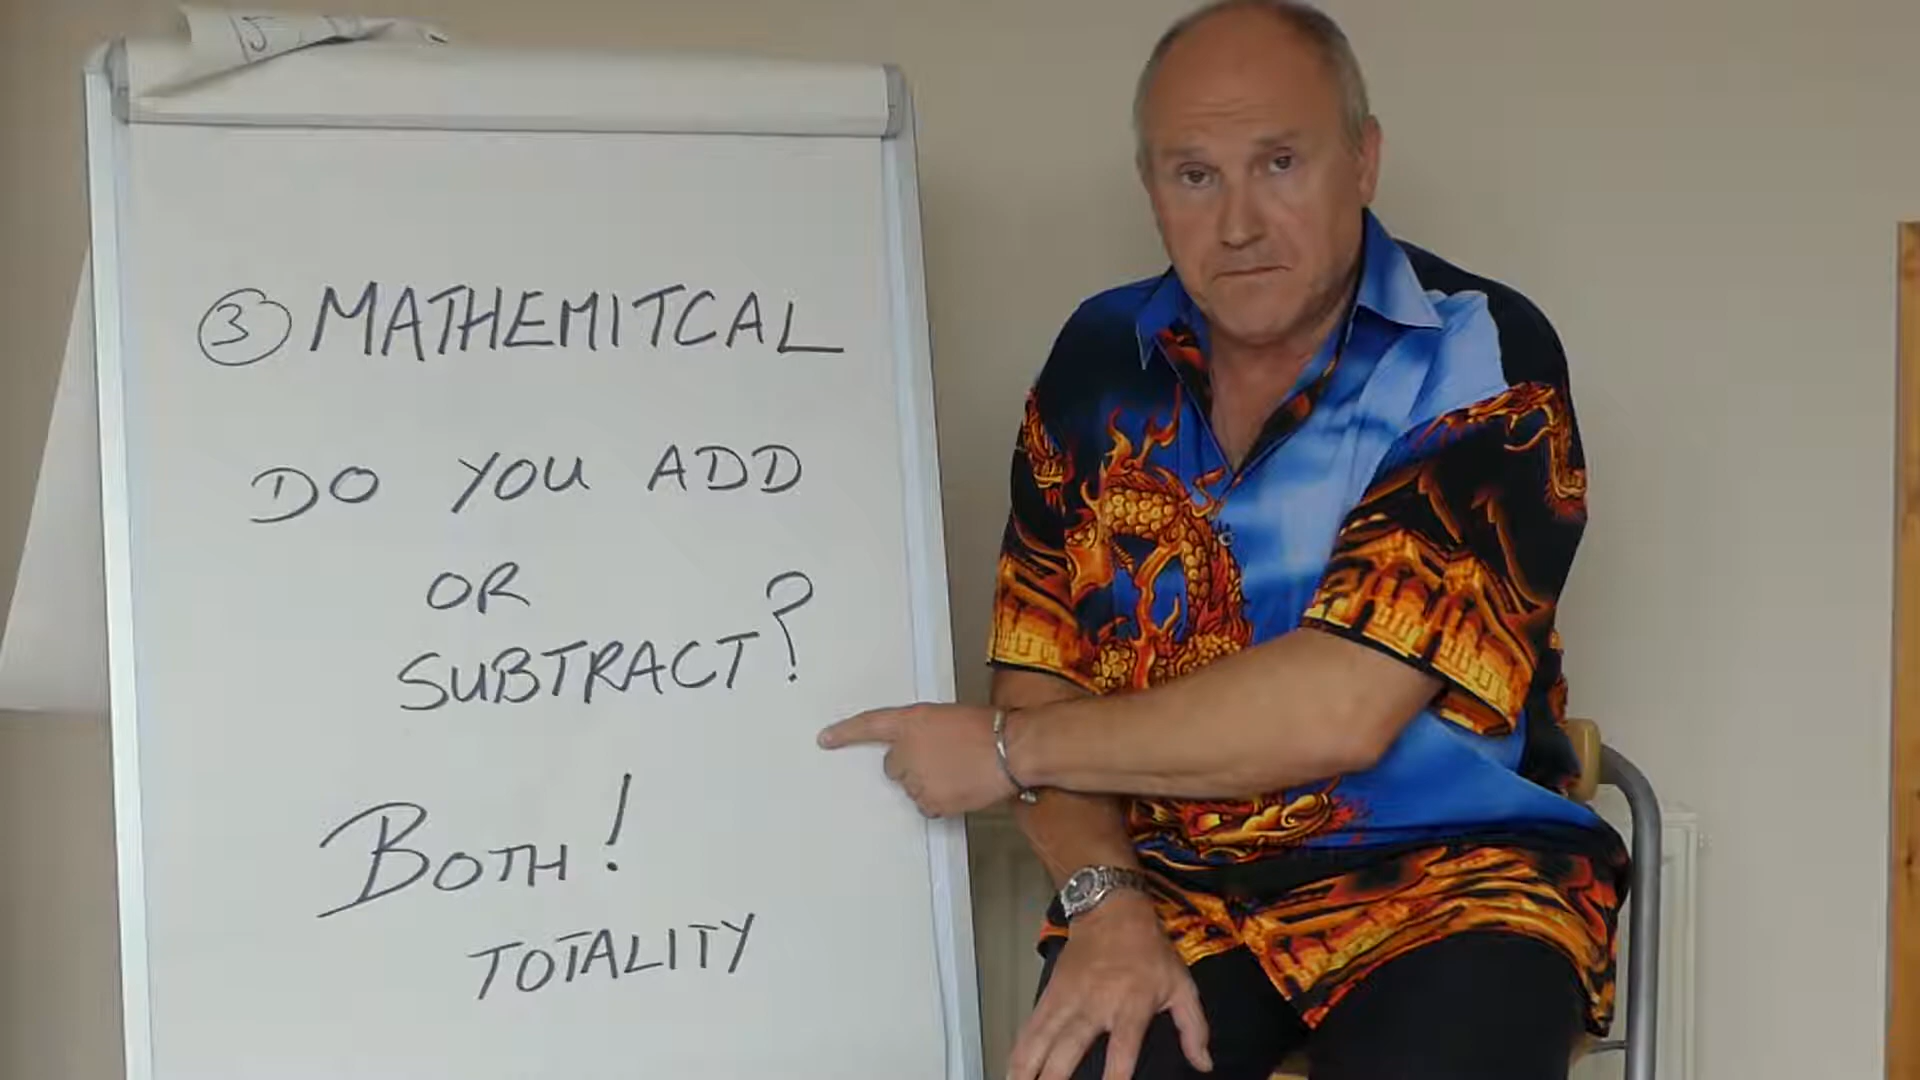 ③ MATHEMITCAL
DO YOU ADD
OR
SUBTRACT?
BOTH!
TOTALITY